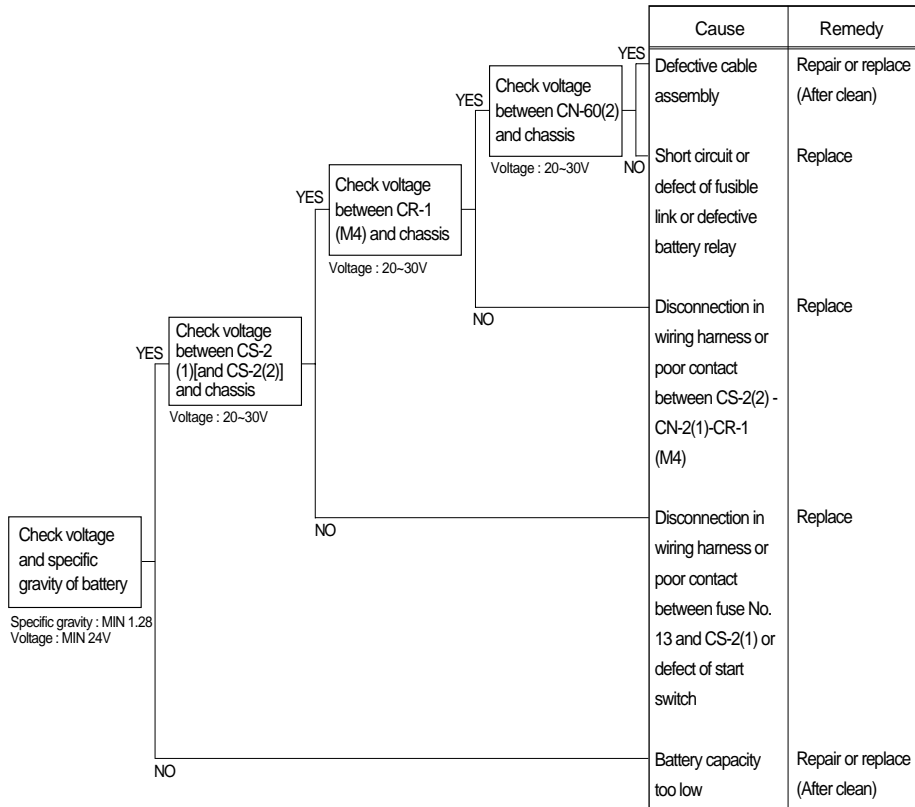 Cause
Remedy
YES
Defective cable
assembly
Repair or replace
(After clean)
YES
Check voltage
between CN-60(2)
and chassis
Voltage : 20~30V
NO
Short circuit or
defect of fusible
link or defective
battery relay
Replace
YES
Check voltage
between CR-1
(M4) and chassis
Voltage : 20~30V
NO
Disconnection in
wiring harness or
poor contact
between CS-2(2) -
CN-2(1)-CR-1
(M4)
Replace
YES
Check voltage
between CS-2
(1)[and CS-2(2)]
and chassis
Voltage : 20~30V
NO
Disconnection in
wiring harness or
poor contact
between fuse No.
13 and CS-2(1) or
defect of start
switch
Replace
Check voltage
and specific
gravity of battery
Specific gravity : MIN 1.28
Voltage : MIN 24V
NO
Battery capacity
too low
Repair or replace
(After clean)